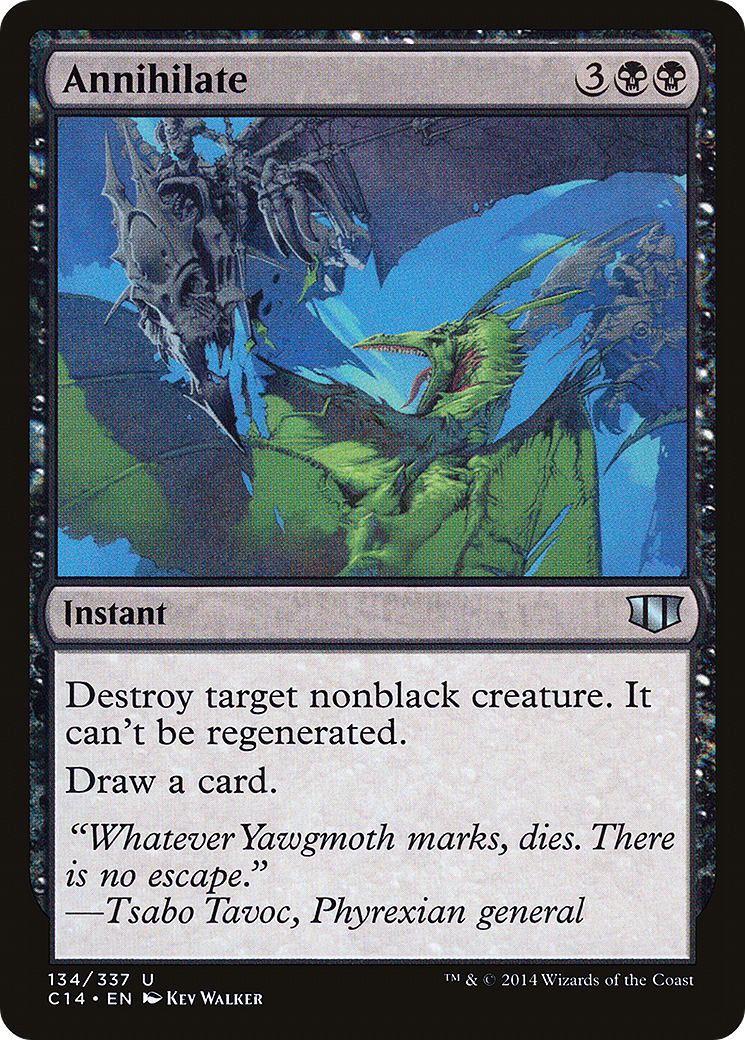 Annihilate 3
Instant
Destroy target nonblack creature. It
can't be regenerated.
Draw a card.
“Whatever Yawgmoth marks, dies. There
is no escape.”
—Tsabo Tavoc, Phyrexian general
134/337 U
™ & © 2014 Wizards of the Coast
C14 • EN Kev Walker